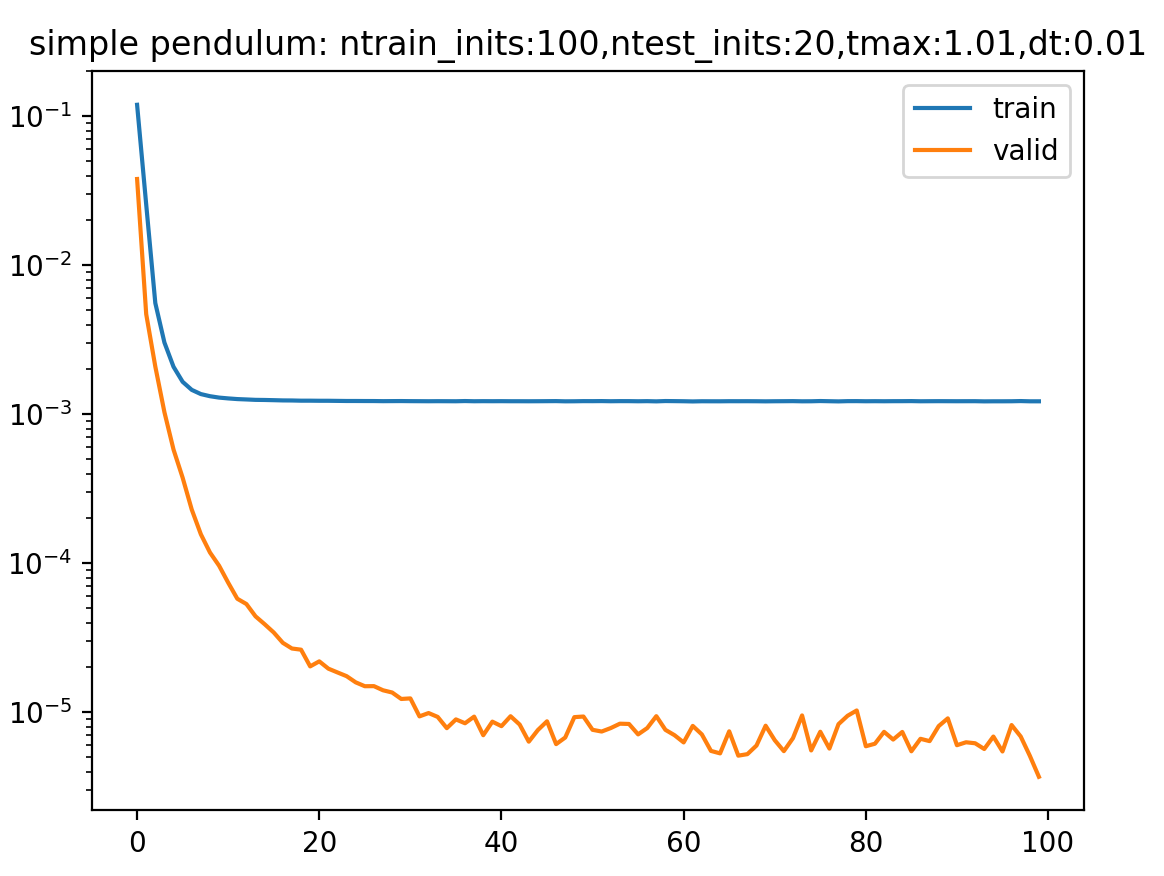 simple pendulum: ntrain_inits:100,ntest_inits:20,tmax:1.01,dt:0.01
train
valid
10⁻¹
10⁻²
10⁻³
10⁻⁴
10⁻⁵
0 20 40 60 80 100